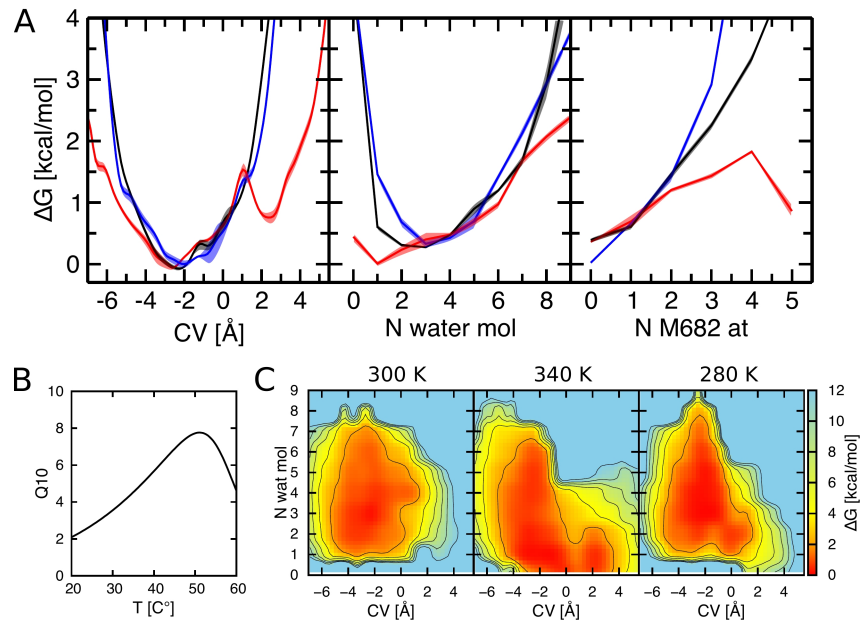 A
ΔG [kcal/mol]
4
3
2
1
0
-6 -4 -2 0 2 4
CV [Å]
0 2 4 6 8
N water mol
0 1 2 3 4 5
N M682 at
B
Q10
10
8
6
4
2
0
20 30 40 50 60
T [C°]
C
300 K 340 K 280 K
N wat mol
9
8
7
6
5
4
3
2
1
0
-6 -4 -2 0 2 4
CV [Å]
-6 -4 -2 0 2 4
CV [Å]
-6 -4 -2 0 2 4
CV [Å]
12
10
8
6
4
2
0
ΔG [kcal/mol]